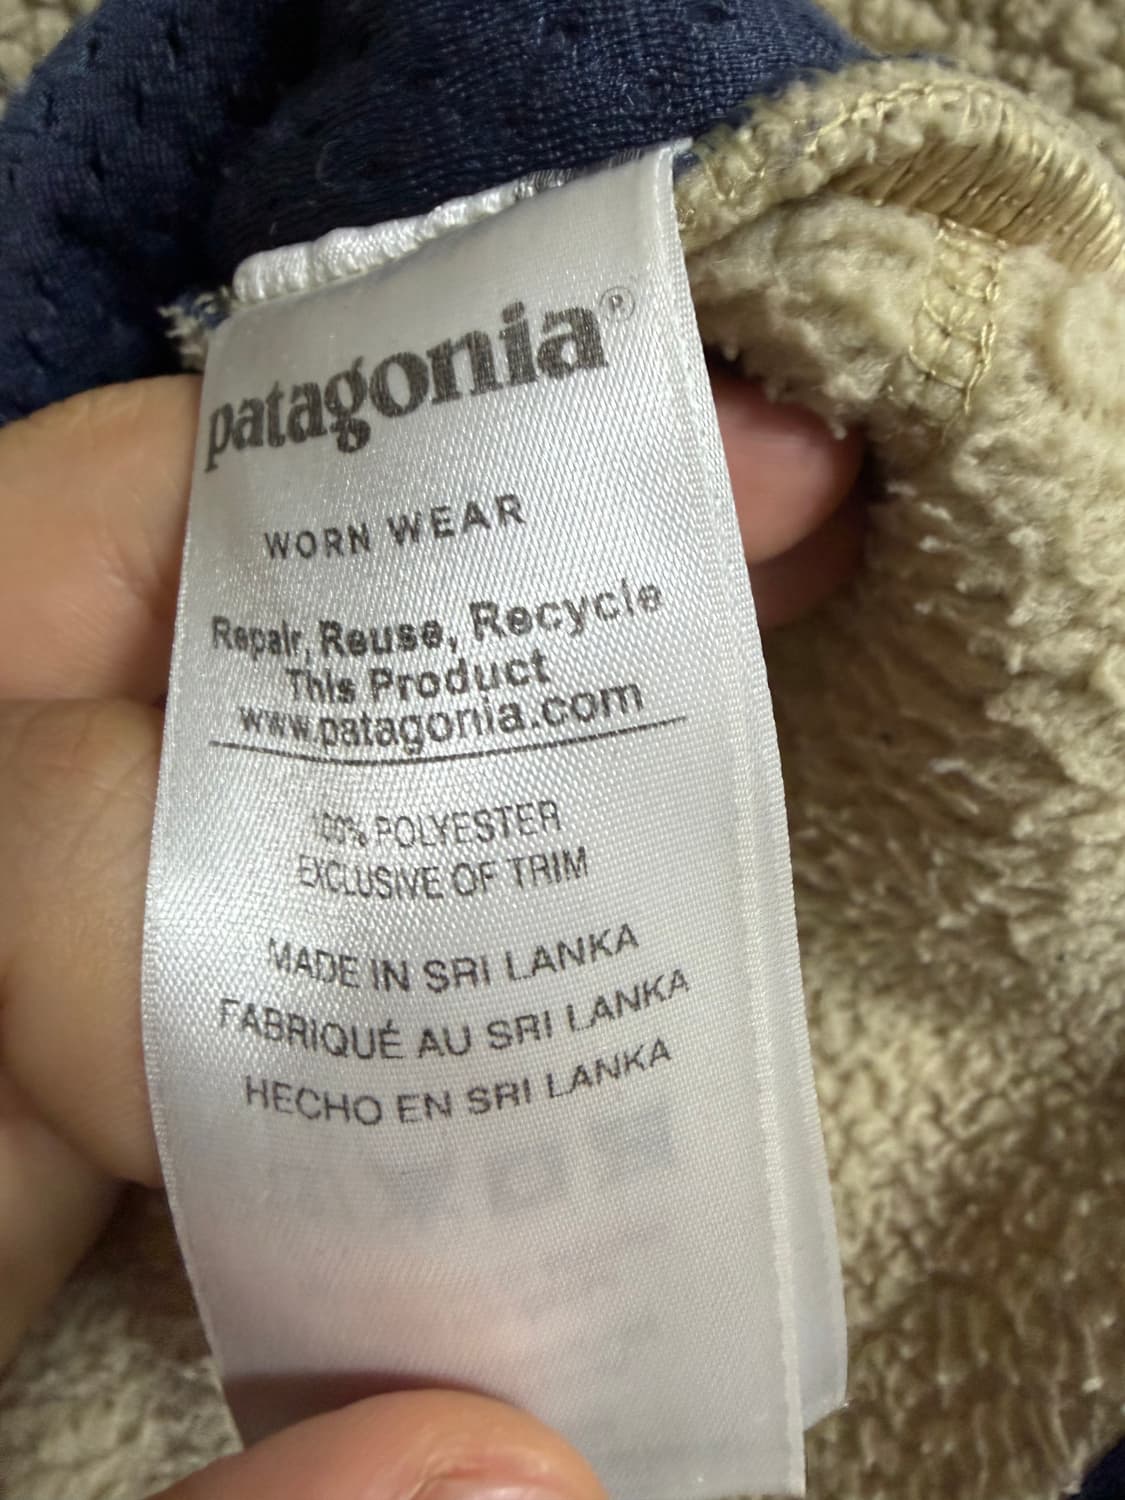 patagonia®
WORN WEAR
Repair, Reuse, Recycle
This Product
www.patagonia.com
100% POLYESTER
EXCLUSIVE OF TRIM
MADE IN SRI LANKA
FABRIQUÉ AU SRI LANKA
HECHO EN SRI LANKA